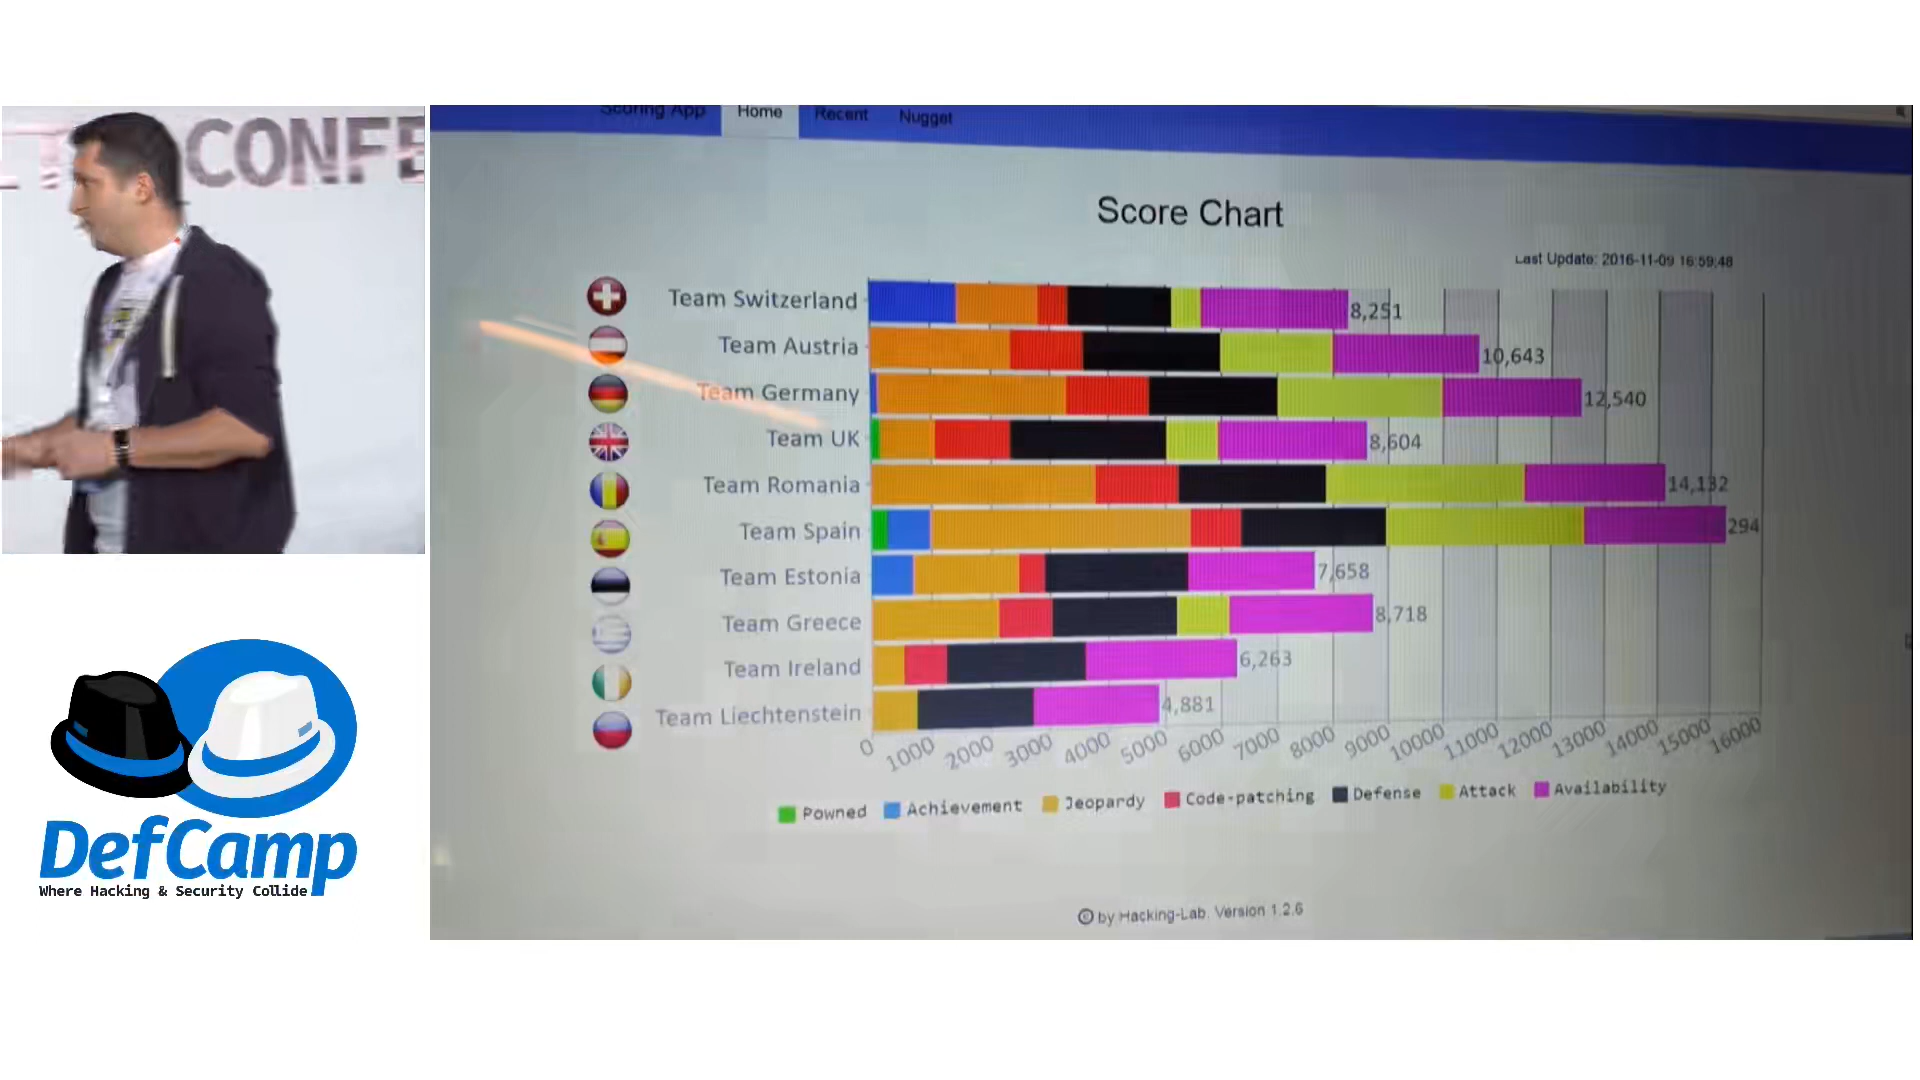 CONFE
Scoring App Home Recent Nugget
Score Chart
Last Update: 2016-11-09 16:59:48
Team Switzerland 8,251
Team Austria 10,643
Team Germany 12,540
Team UK 8,604
Team Romania 14,132
Team Spain 294
Team Estonia 7,658
Team Greece 8,718
Team Ireland 6,263
Team Liechtenstein 4,881
0 1000 2000 3000 4000 5000 6000 7000 8000 9000 10000 11000 12000 13000 14000 15000 16000
Powned Achievement Jeopardy Code-patching Defense Attack Availability
© by Hacking-Lab. Version 1.2.6
DefCamp
Where Hacking & Security Collide